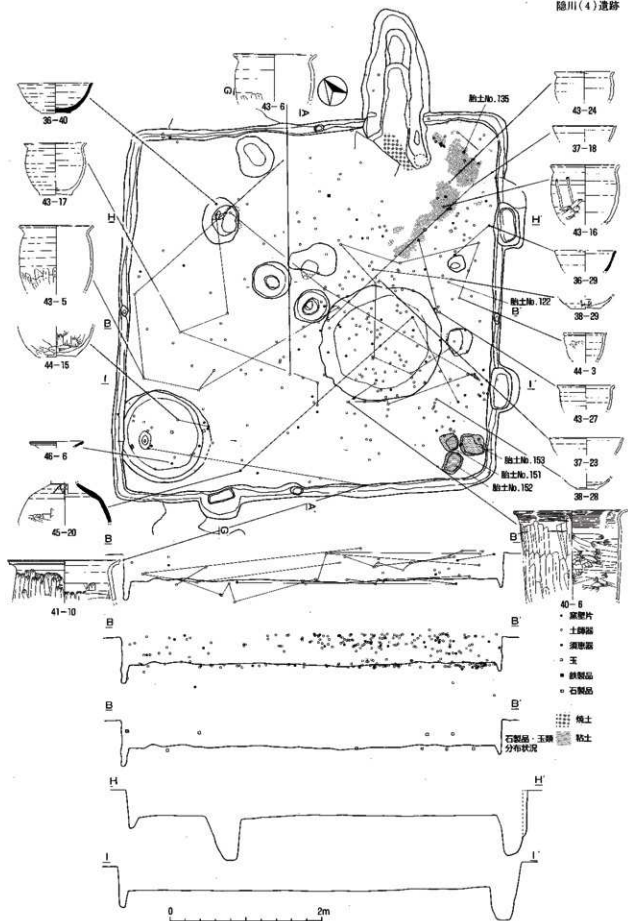 隠川(4)遺跡
36-40
43-6
G
A
胎土No.135
43-24
37-18
43-17
H
H'
43-16
43-5
36-29
胎土No.122
38-29
B
B'
44-15
44-3
I
I'
43-27
46-6
胎土No.153
胎土No.151
胎土No.152
37-23
38-28
45-20
G'
A'
B
B'
41-10
40-6
窯壁片
土師器
須恵器
玉
鉄製品
石製品
B
B'
B
B'
焼土
粘土
石製品・玉類
分布状況
H
H'
I
I'
0
2m